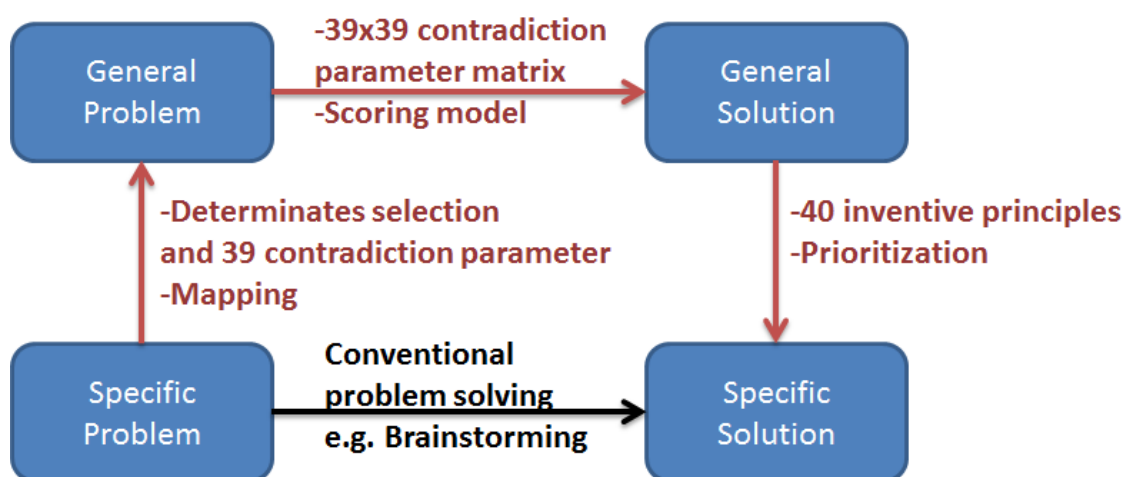 General
Problem
-39x39 contradiction
parameter matrix
-Scoring model
General
Solution
-Determinates selection
and 39 contradiction parameter
-Mapping
-40 inventive principles
-Prioritization
Specific
Problem
Conventional
problem solving
e.g. Brainstorming
Specific
Solution